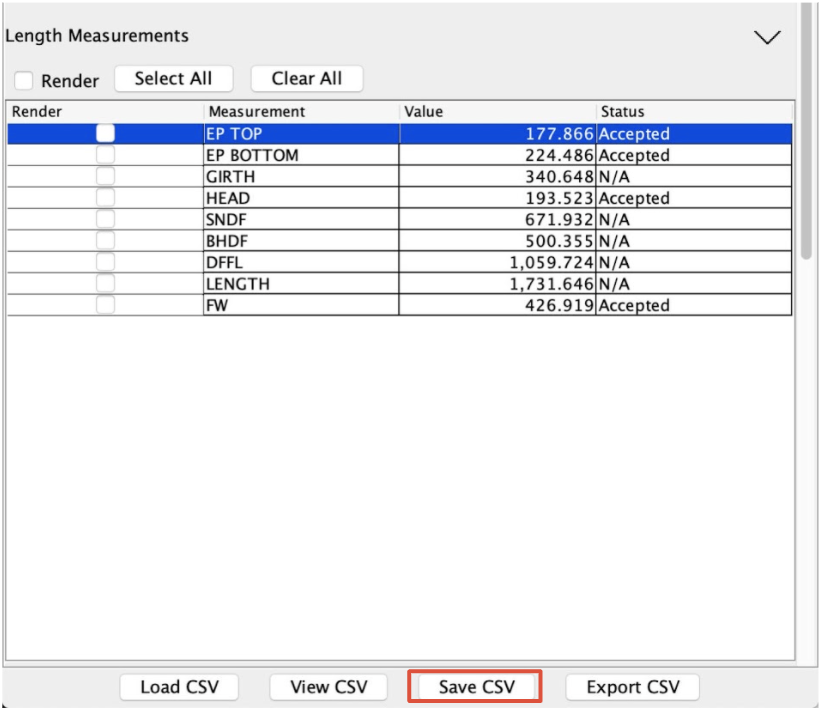 Length Measurements
Render Select All Clear All
Render Measurement Value Status
EP TOP 177.866 Accepted
EP BOTTOM 224.486 Accepted
GIRTH 340.648 N/A
HEAD 193.523 Accepted
SNDF 671.932 N/A
BHDF 500.355 N/A
DFFL 1,059.724 N/A
LENGTH 1,731.646 N/A
FW 426.919 Accepted
Load CSV View CSV Save CSV Export CSV